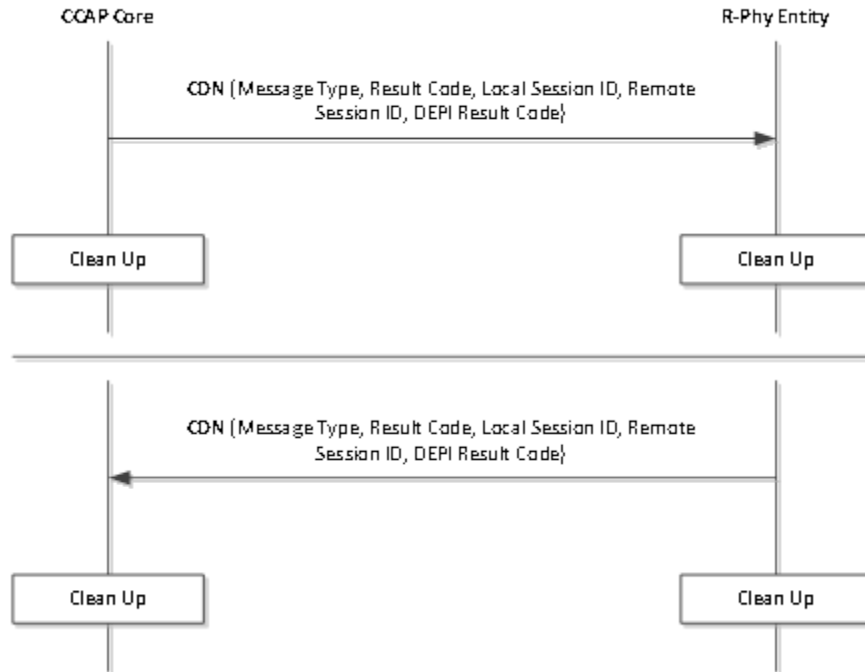 CCAP Core
R-Phy Entity
CDN (Message Type, Result Code, Local Session ID, Remote
Session ID, DEPI Result Code}
Clean Up
Clean Up
CDN (Message Type, Result Code, Local Session ID, Remote
Session ID, DEPI Result Code}
Clean Up
Clean Up